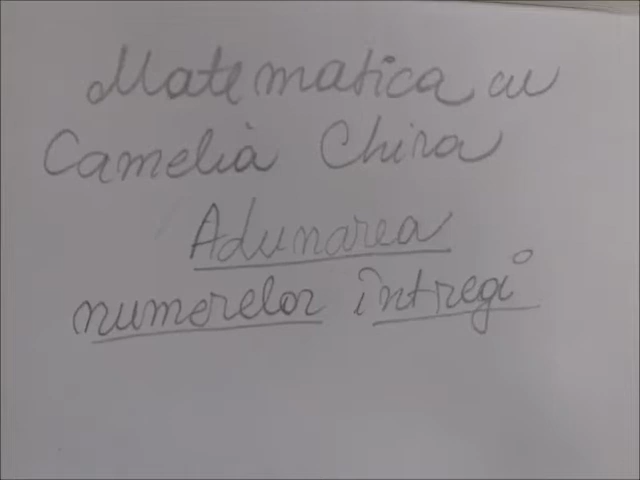 Matematica cu
Camelia Chira
Adunarea
numerelor întregi